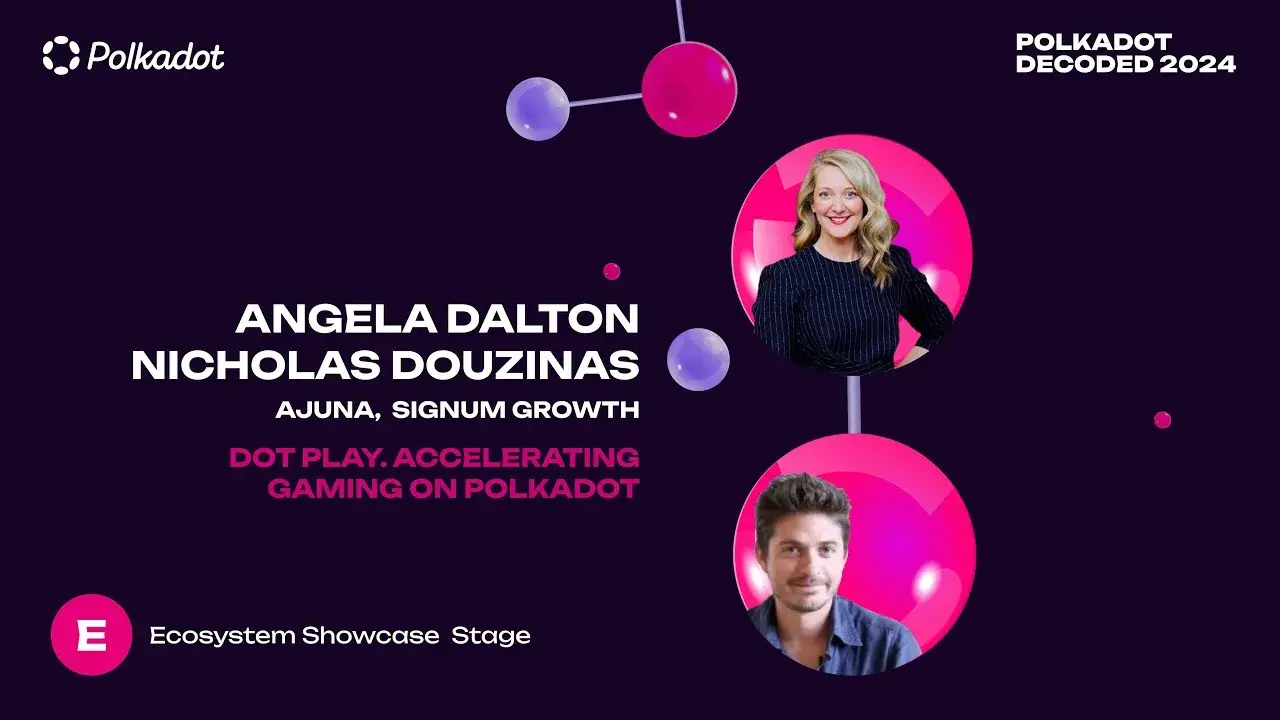 Polkadot
POLKADOT
DECODED 2024
ANGELA DALTON
NICHOLAS DOUZINAS
AJUNA, SIGNUM GROWTH
DOT PLAY. ACCELERATING
GAMING ON POLKADOT
E
Ecosystem Showcase Stage